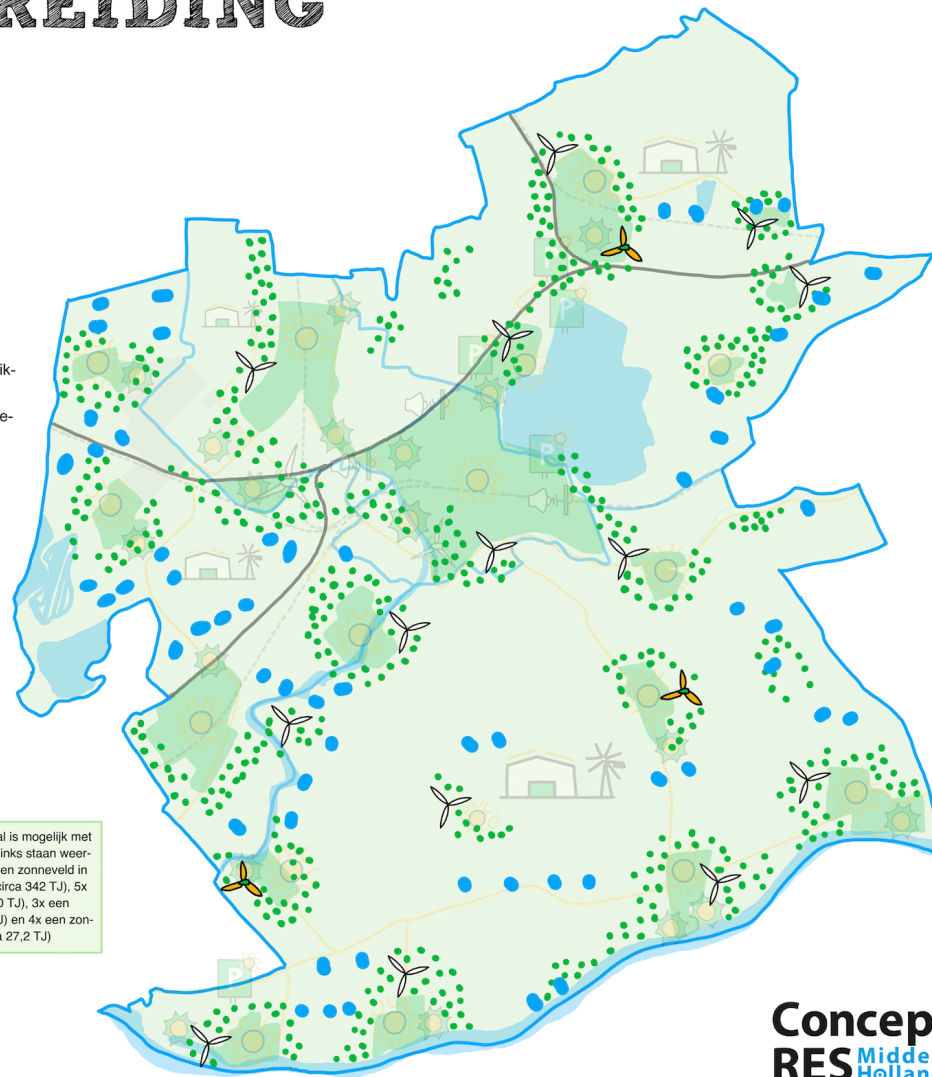 REIDING
ik-
e-
al is mogelijk met
inks staan weer-
en zonneveld in
circa 342 TJ), 5x
0 TJ), 3x een
J) en 4x een zon-
a 27,2 TJ)
P
P
P
P
P
Concep
RES Midde
Hollan